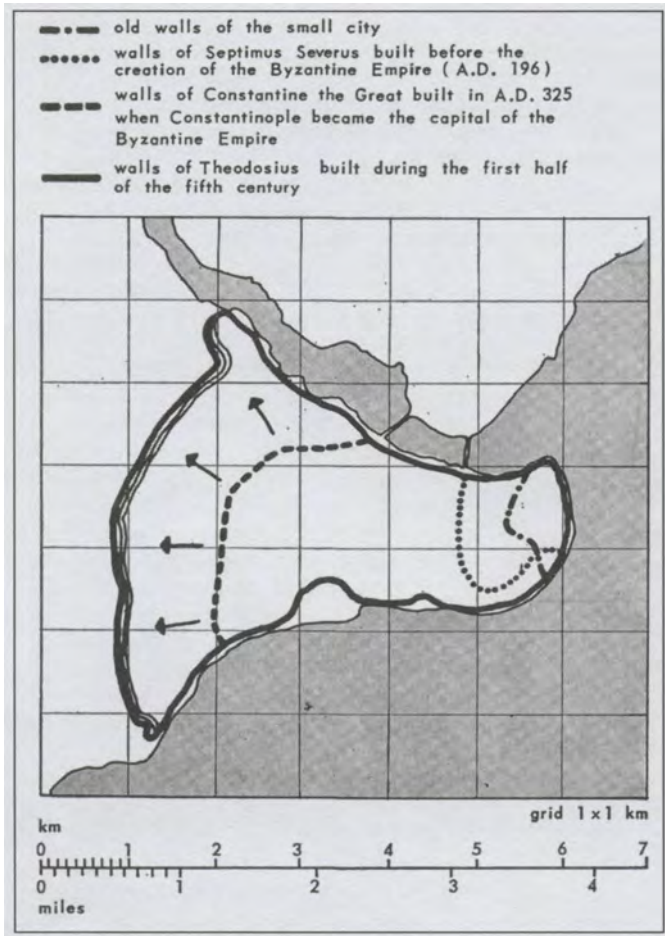 old walls of the small city
walls of Septimus Severus built before the
creation of the Byzantine Empire ( A.D. 196 )
walls of Constantine the Great built in A.D. 325
when Constantinople became the capital of the
Byzantine Empire
walls of Theodosius built during the first half
of the fifth century
grid 1 x 1 km
km
0 1 2 3 4 5 6 7
0 1 2 3 4
miles